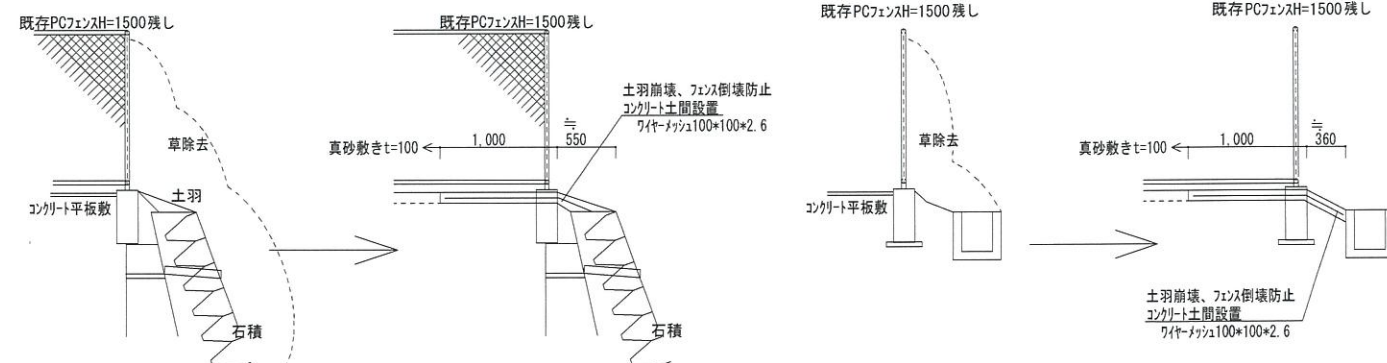 既存PCフェンスH=1500残し
草除去
土羽
コンクリート平板敷
石積
既存PCフェンスH=1500残し
土羽崩壊、フェンス倒壊防止
コンクリート土間設置
ワイヤーメッシュ100*100*2.6
真砂敷きt=100
1,000
≒
550
石積
既存PCフェンスH=1500残し
草除去
コンクリート平板敷
既存PCフェンスH=1500残し
真砂敷きt=100
1,000
≒
360
土羽崩壊、フェンス倒壊防止
コンクリート土間設置
ワイヤーメッシュ100*100*2.6